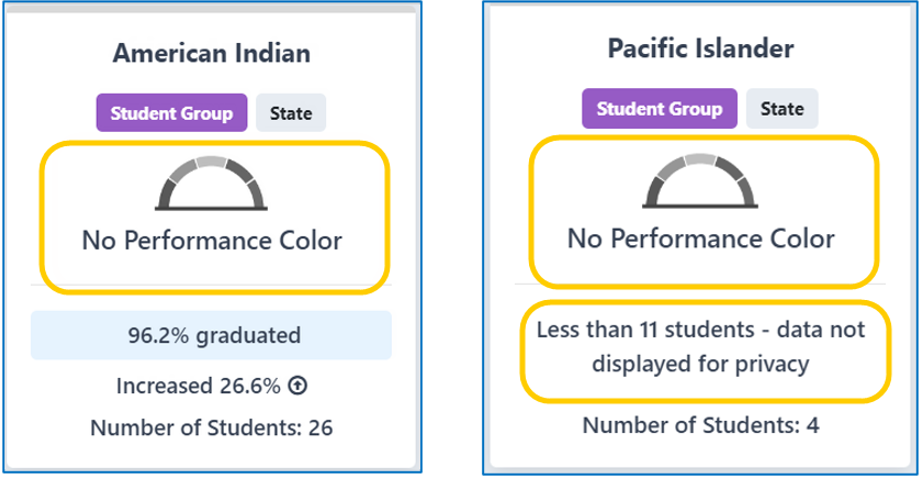 American Indian
Student Group State
No Performance Color
96.2% graduated
Increased 26.6%
Number of Students: 26
Pacific Islander
Student Group State
No Performance Color
Less than 11 students - data not
displayed for privacy
Number of Students: 4